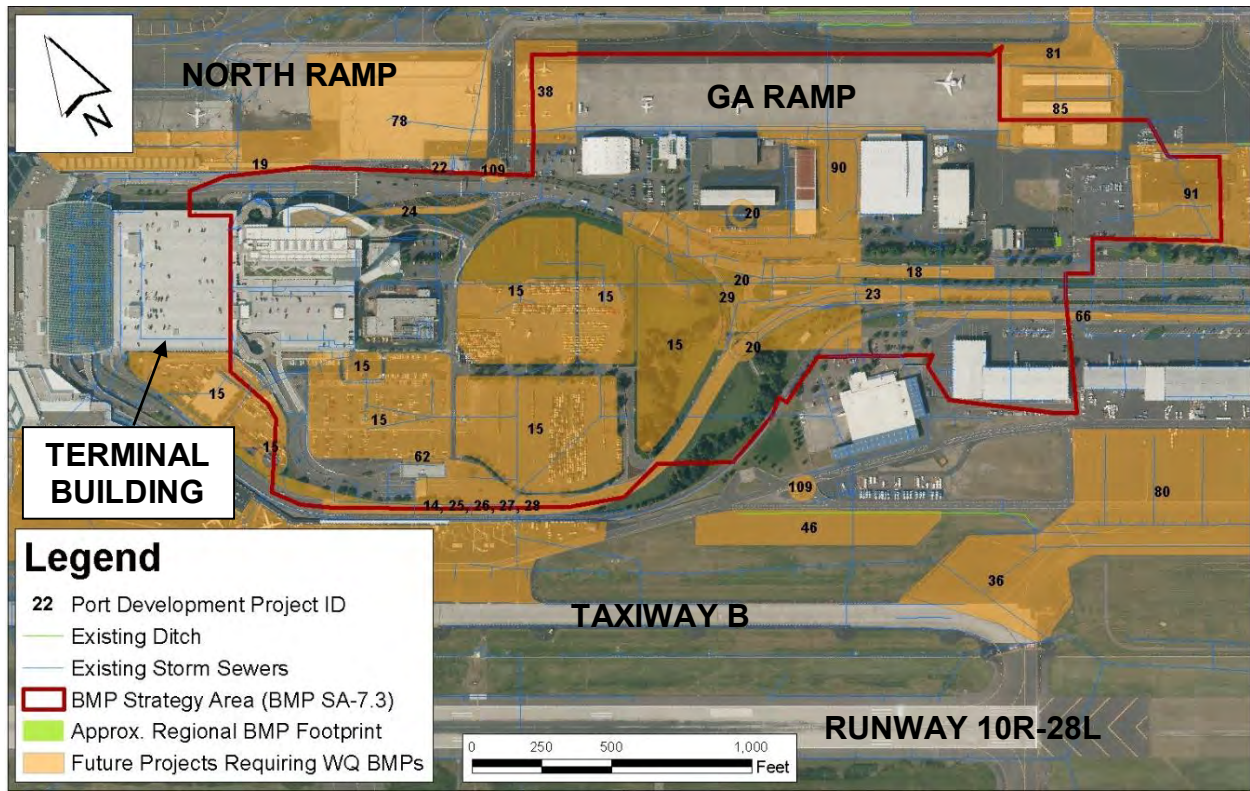 N
NORTH RAMP
GA RAMP
81
38
85
78
19
22
109
90
91
24
20
15
15
20
18
29
23
66
15
20
15
15
15
15
15
62
TERMINAL
BUILDING
14, 25, 26, 27, 28
109
80
46
36
TAXIWAY B
RUNWAY 10R-28L
Legend
22 Port Development Project ID
Existing Ditch
Existing Storm Sewers
BMP Strategy Area (BMP SA-7.3)
Approx. Regional BMP Footprint
Future Projects Requiring WQ BMPs
0 250 500 1,000
Feet